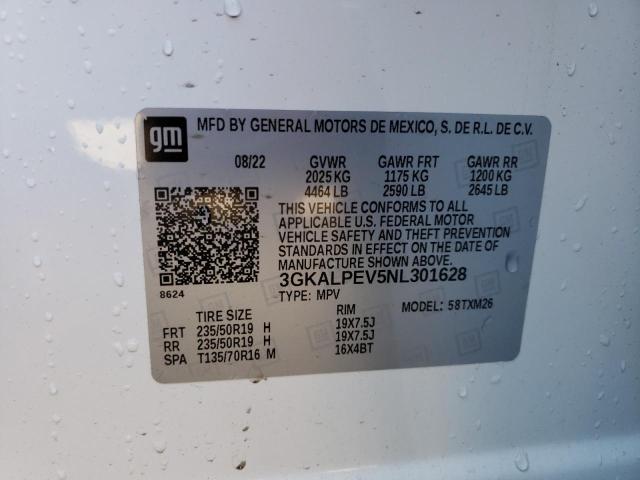 gm
MFD BY GENERAL MOTORS DE MEXICO, S. DE R.L. DE C.V.
08/22 GVWR GAWR FRT GAWR RR
2025 KG 1175 KG 1200 KG
4464 LB 2590 LB 2645 LB
THIS VEHICLE CONFORMS TO ALL
APPLICABLE U.S. FEDERAL MOTOR
VEHICLE SAFETY AND THEFT PREVENTION
STANDARDS IN EFFECT ON THE DATE OF
MANUFACTURE SHOWN ABOVE.
3GKALPEV5NL301628
8624
TYPE: MPV
MODEL: 58TXM26
TIRE SIZE RIM
FRT 235/50R19 H 19X7.5J
RR 235/50R19 H 19X7.5J
SPA T135/70R16 M 16X4BT